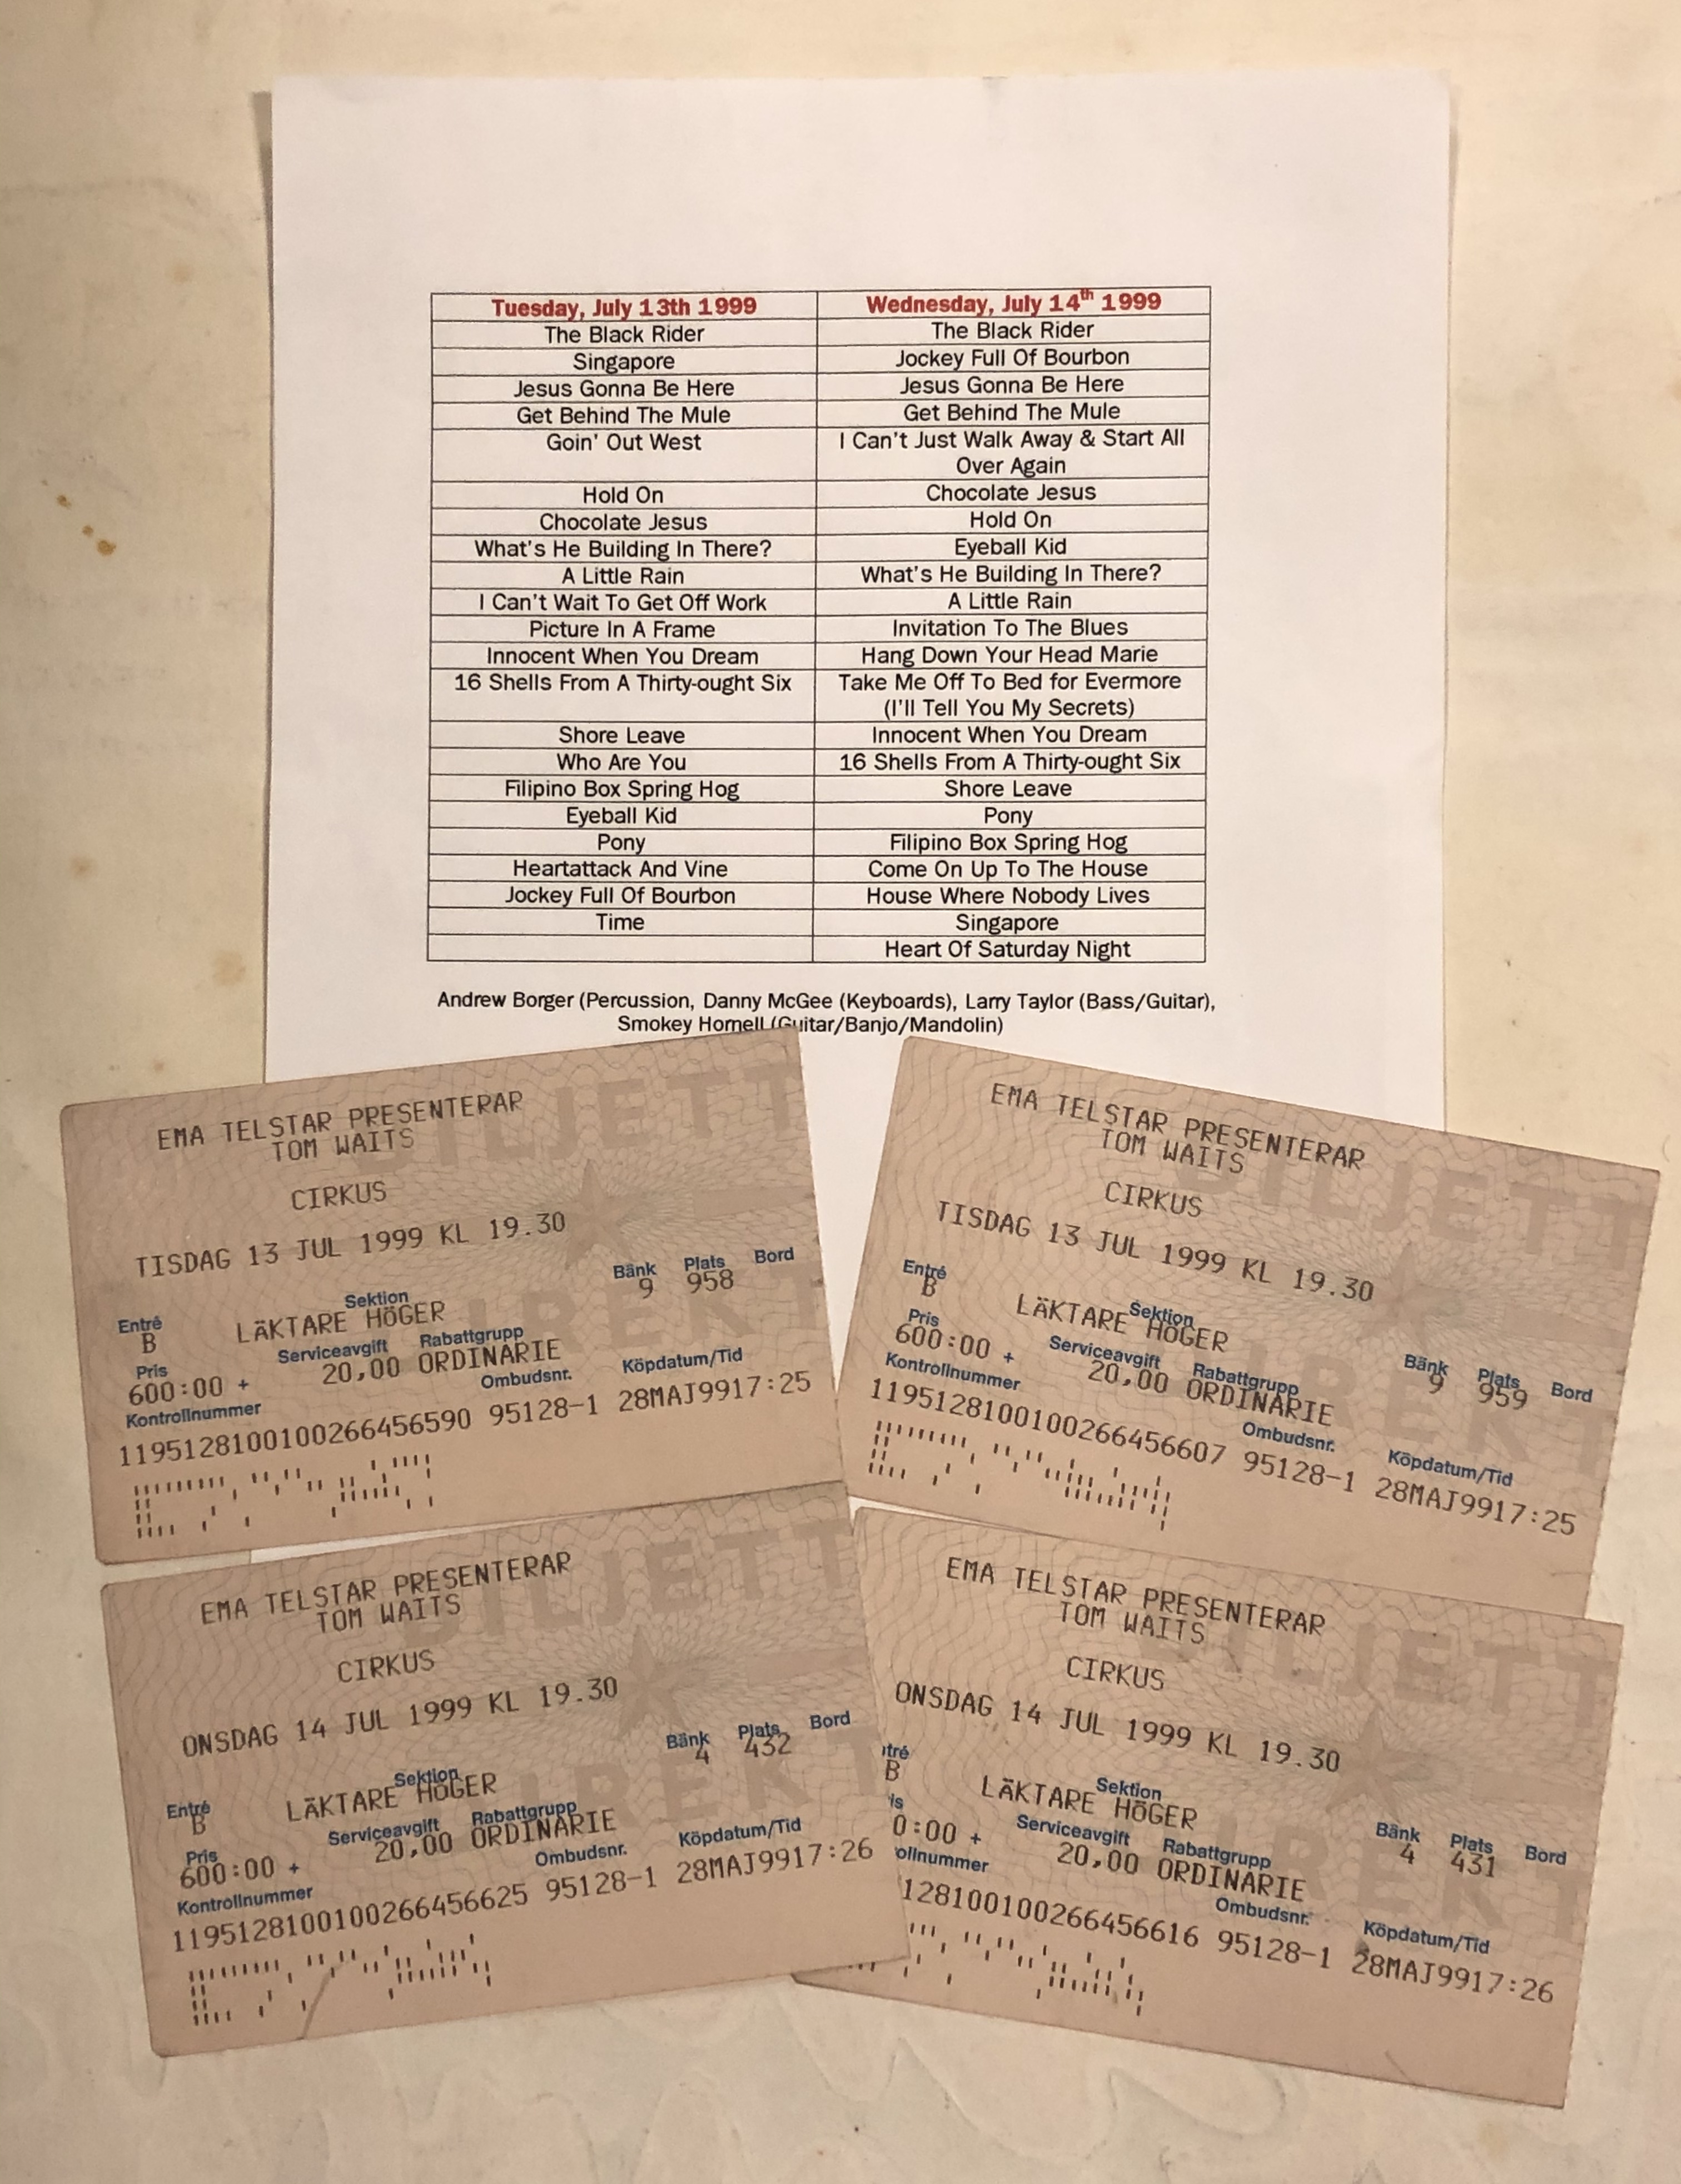 Tuesday, July 13th 1999 Wednesday, July 14th 1999
The Black Rider The Black Rider
Singapore Jockey Full Of Bourbon
Jesus Gonna Be Here Jesus Gonna Be Here
Get Behind The Mule Get Behind The Mule
Goin' Out West I Can't Just Walk Away & Start All
Over Again
Hold On Chocolate Jesus
Chocolate Jesus Hold On
What's He Building In There? Eyeball Kid
A Little Rain What's He Building In There?
I Can't Wait To Get Off Work A Little Rain
Picture In A Frame Invitation To The Blues
Innocent When You Dream Hang Down Your Head Marie
16 Shells From A Thirty-ought Six Take Me Off To Bed for Evermore
(I'll Tell You My Secrets)
Shore Leave Innocent When You Dream
Who Are You 16 Shells From A Thirty-ought Six
Filipino Box Spring Hog Shore Leave
Eyeball Kid Pony
Pony Filipino Box Spring Hog
Heartattack And Vine Come On Up To The House
Jockey Full Of Bourbon House Where Nobody Lives
Time Singapore
Heart Of Saturday Night
Andrew Borger (Percussion, Danny McGee (Keyboards), Larry Taylor (Bass/Guitar),
Smokey Hormell (Guitar/Banjo/Mandolin)
BILJETT
EMA TELSTAR PRESENTERAR
TOM WAITS
CIRKUS
TISDAG 13 JUL 1999 KL 19.30
Bänk Plats Bord
9 958
Entré Sektion
B LÄKTARE HÖGER
Pris Serviceavgift Rabattgrupp
600:00 + 20,00 ORDINARIE
Kontrollnummer Ombudsnr. Köpdatum/Tid
1195128100100266456590 95128-1 28MAJ9917:25
BILJETT
EMA TELSTAR PRESENTERAR
TOM WAITS
CIRKUS
TISDAG 13 JUL 1999 KL 19.30
Entré Sektion
B LÄKTARE HÖGER
Bänk Plats Bord
9 959
Pris Serviceavgift Rabattgrupp
600:00 + 20,00 ORDINARIE
Kontrollnummer Ombudsnr. Köpdatum/Tid
1195128100100266456607 95128-1 28MAJ9917:25
BILJETT
EMA TELSTAR PRESENTERAR
TOM WAITS
CIRKUS
ONSDAG 14 JUL 1999 KL 19.30
Bänk Plats Bord
4 432
Entré Sektion
B LÄKTARE HÖGER
Pris Serviceavgift Rabattgrupp
600:00 + 20,00 ORDINARIE
Kontrollnummer Ombudsnr. Köpdatum/Tid
1195128100100266456625 95128-1 28MAJ9917:26
BILJETT
EMA TELSTAR PRESENTERAR
TOM WAITS
CIRKUS
ONSDAG 14 JUL 1999 KL 19.30
tré Sektion
B LÄKTARE HÖGER
Bänk Plats Bord
4 431
is Serviceavgift Rabattgrupp
0:00 + 20,00 ORDINARIE
ollnummer Ombudsnr. Köpdatum/Tid
128100100266456616 95128-1 28MAJ9917:26